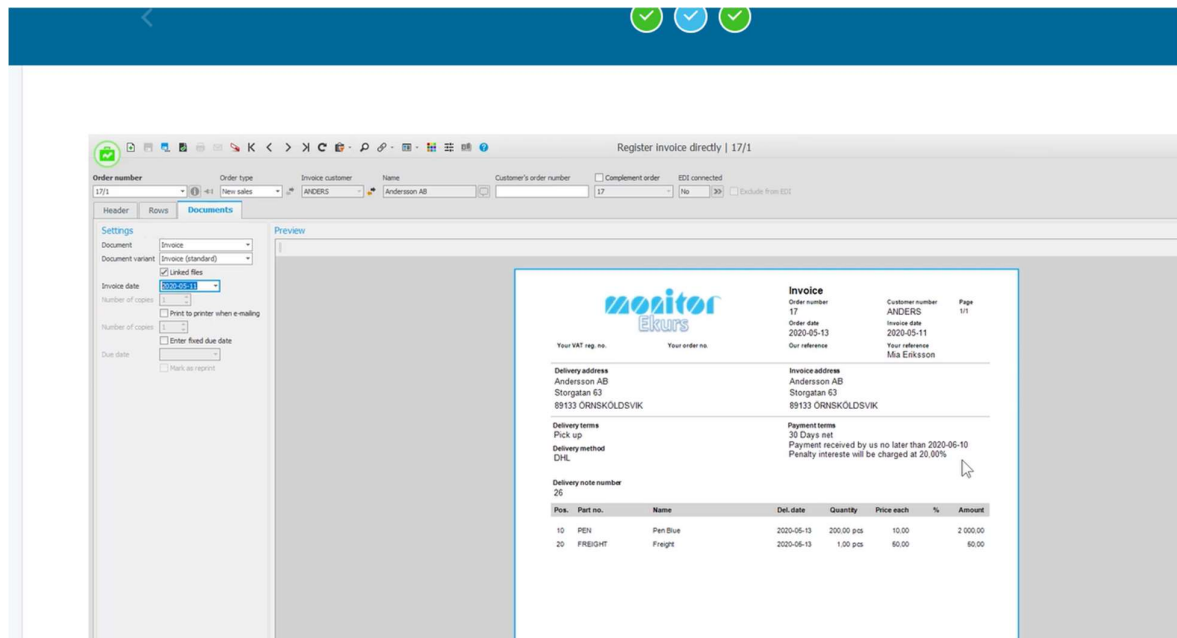 Register invoice directly | 17/1
Order number Order type Invoice customer Name Customer's order number Complement order EDI connected
17/1 New sales ANDERS Andersson AB 17 No Exclude from EDI
Header Rows Documents
Settings
Document Invoice
Document variant Invoice (standard)
Linked files
Invoice date 2020-05-11
Number of copies 1
Print to printer when e-mailing
Number of copies 1
Enter fixed due date
Due date
Mark as reprint
Preview
monitor
Ekurs
Invoice
Order number Customer number Page
17 ANDERS 1/1
Order date Invoice date
2020-05-13 2020-05-11
Your VAT reg. no. Your order no. Our reference Your reference
Mia Eriksson
Delivery address Invoice address
Andersson AB Andersson AB
Storgatan 63 Storgatan 63
89133 ÖRNSKÖLDSVIK 89133 ÖRNSKÖLDSVIK
Delivery terms Payment terms
Pick up 30 Days net
Payment received by us no later than 2020-06-10
Delivery method Penalty intereste will be charged at 20,00%
DHL
Delivery note number
26
Pos. Part no. Name Del. date Quantity Price each % Amount
10 PEN Pen Blue 2020-05-13 200,00 pcs 10,00 2 000,00
20 FREIGHT Freight 2020-05-13 1,00 pcs 50,00 50,00